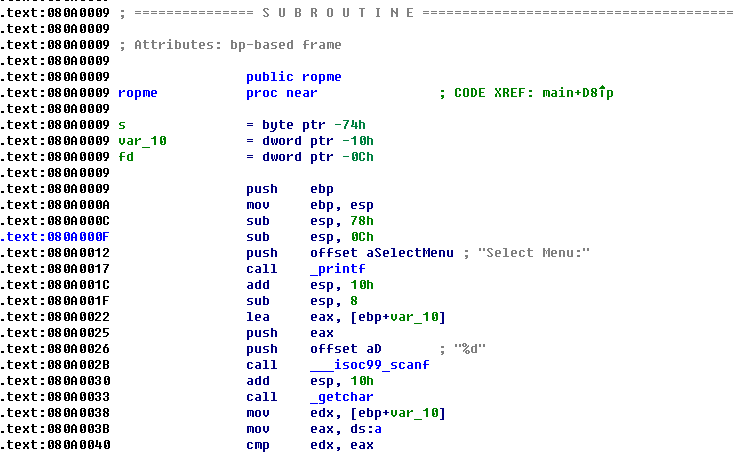 .text:080A0009 ; =============== S U B R O U T I N E =======================================
.text:080A0009
.text:080A0009 ; Attributes: bp-based frame
.text:080A0009
.text:080A0009 public ropme
.text:080A0009 ropme proc near ; CODE XREF: main+D8↑p
.text:080A0009
.text:080A0009 s = byte ptr -74h
.text:080A0009 var_10 = dword ptr -10h
.text:080A0009 fd = dword ptr -0Ch
.text:080A0009
.text:080A0009 push ebp
.text:080A000A mov ebp, esp
.text:080A000C sub esp, 78h
.text:080A000F sub esp, 0Ch
.text:080A0012 push offset aSelectMenu ; "Select Menu:"
.text:080A0017 call _printf
.text:080A001C add esp, 10h
.text:080A001F sub esp, 8
.text:080A0022 lea eax, [ebp+var_10]
.text:080A0025 push eax
.text:080A0026 push offset aD ; "%d"
.text:080A002B call ___isoc99_scanf
.text:080A0030 add esp, 10h
.text:080A0033 call _getchar
.text:080A0038 mov edx, [ebp+var_10]
.text:080A003B mov eax, ds:a
.text:080A0040 cmp edx, eax